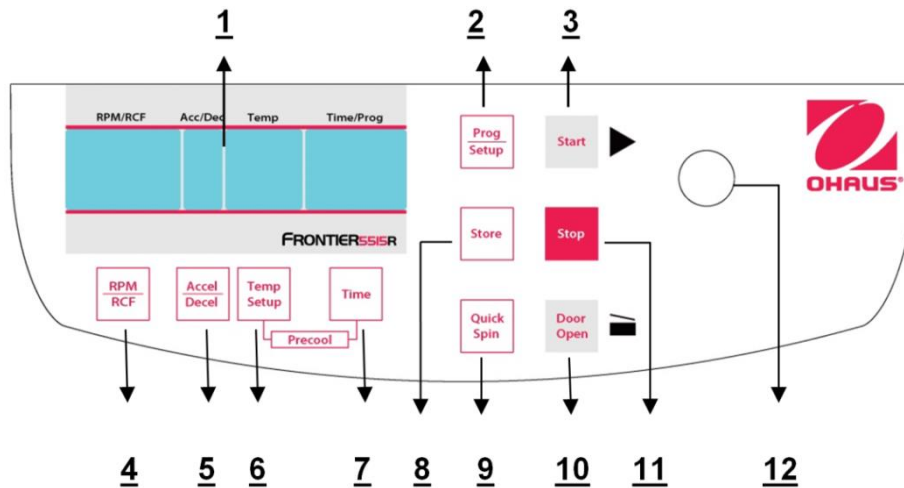 1 2 3
RPM/RCF Acc/Dec Temp Time/Prog
Prog
Setup
Start
OHAUS®
FRONTIER5515R
Store
Stop
RPM
RCF
Accel
Decel
Temp
Setup
Time
Precool
Quick
Spin
Door
Open
4 5 6 7 8 9 10 11 12